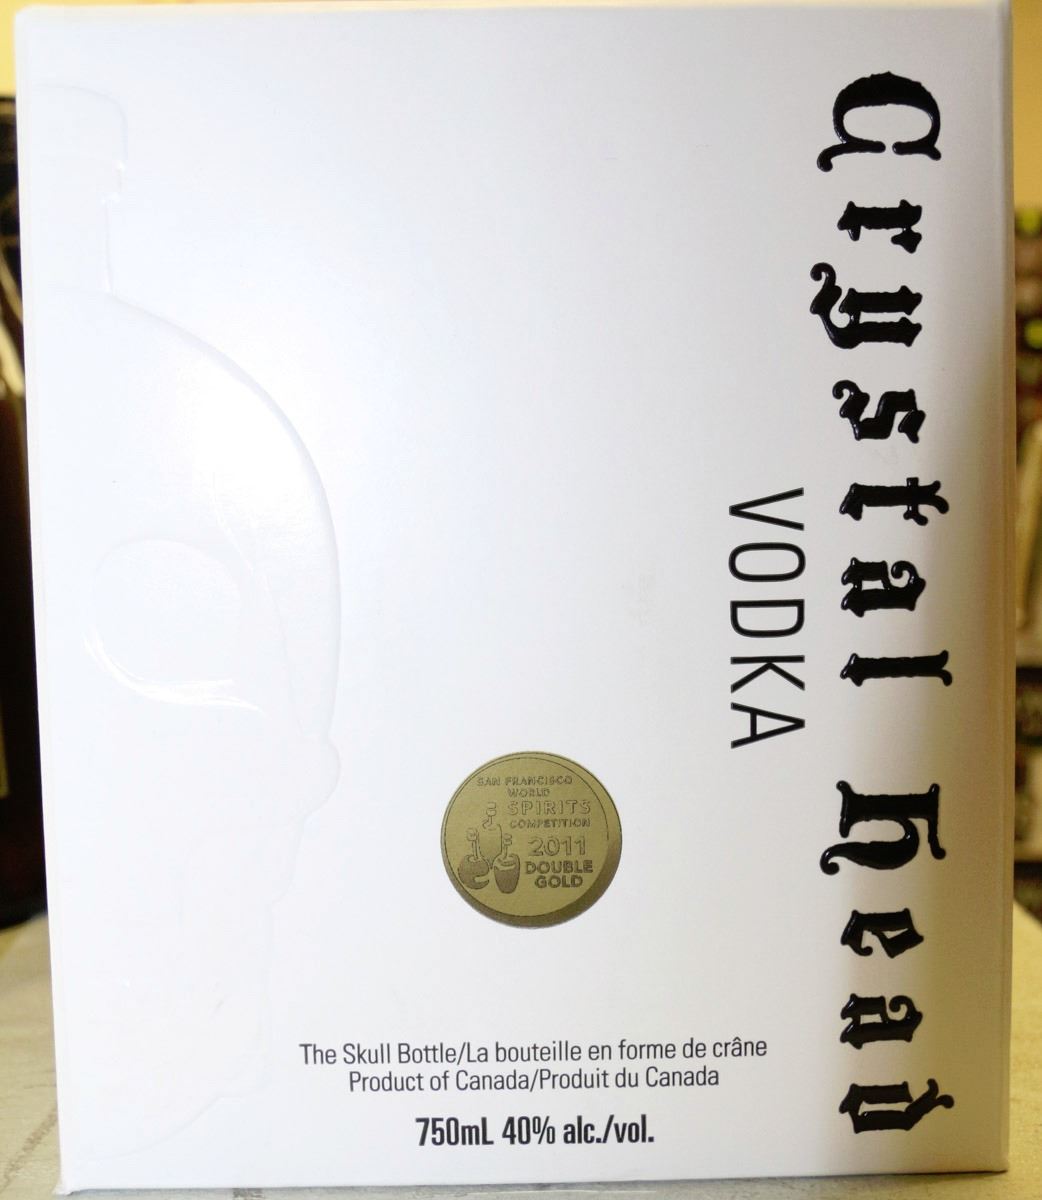 Crystal Head
VODKA
SAN FRANCISCO
WORLD
SPIRITS
COMPETITION
2011
DOUBLE
GOLD
The Skull Bottle/La bouteille en forme de crâne
Product of Canada/Produit du Canada
750mL 40% alc./vol.